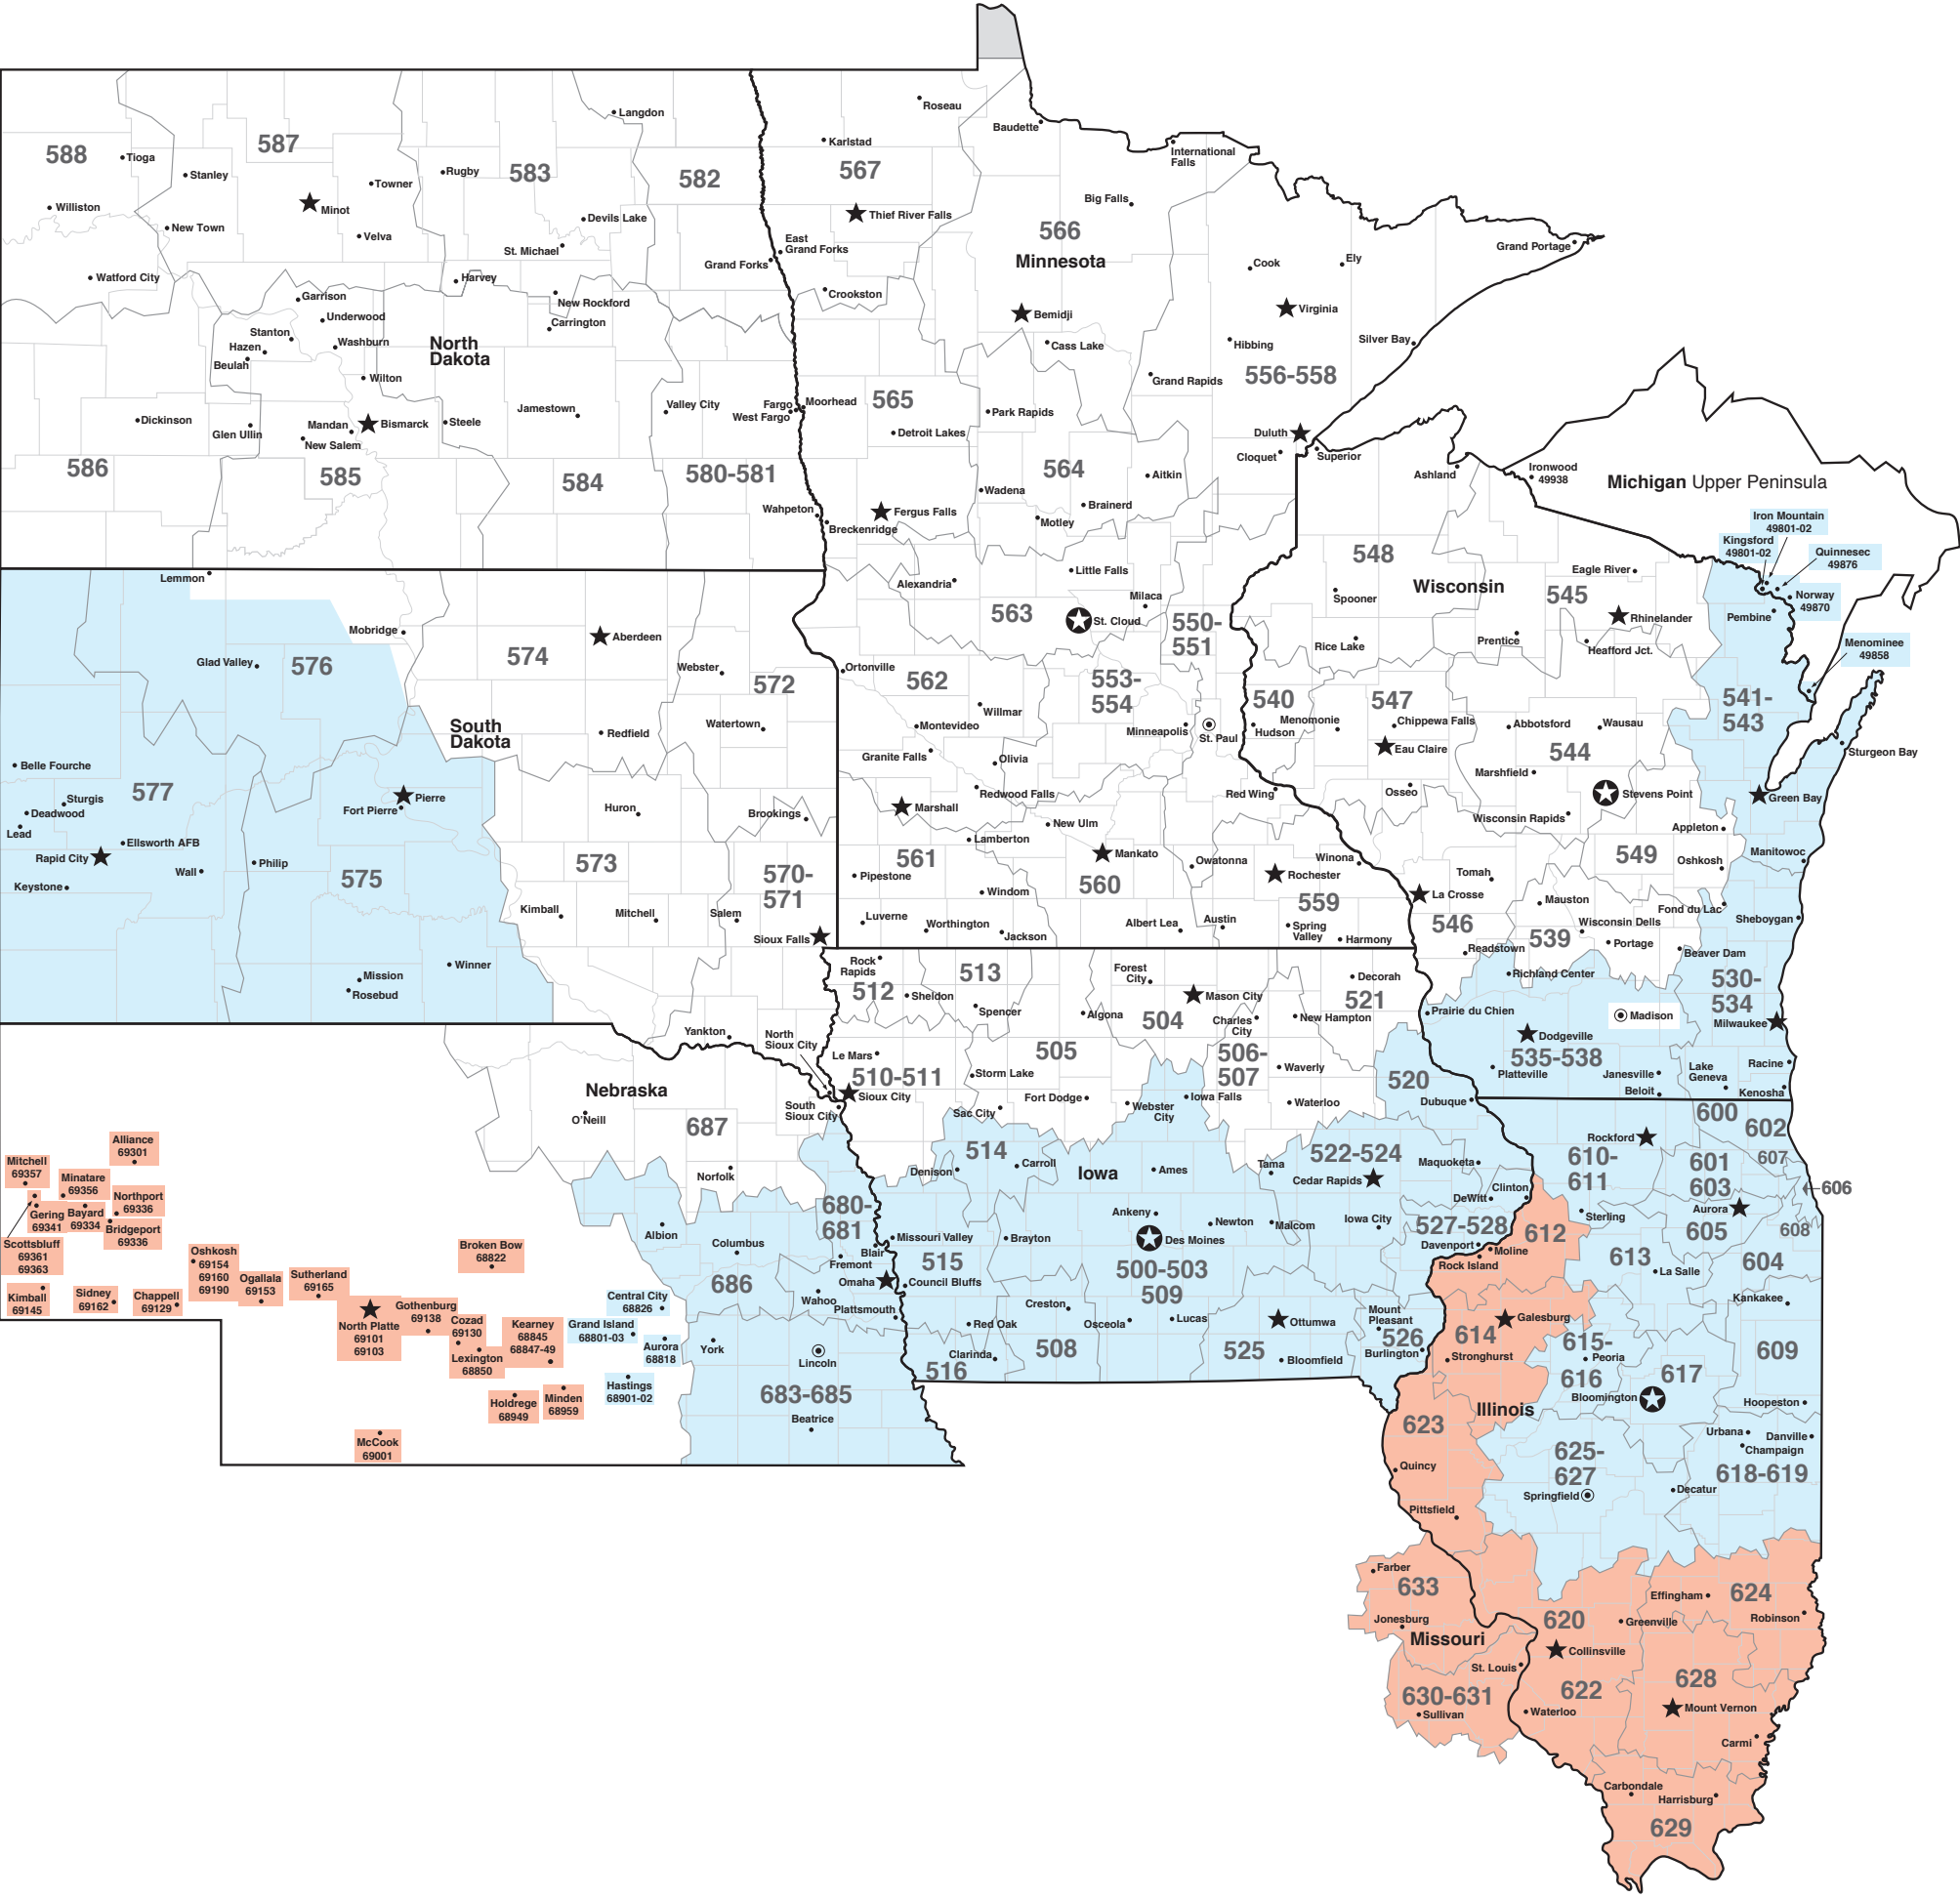 588
Tioga
587
Stanley
Towner
Minot
Williston
New Town
Velva
Watford City
Rugby
583
Langdon
582
Devils Lake
St. Michael
Harvey
New Rockford
Carrington
Garrison
Underwood
Stanton
Hazen
Beulah
Washburn
Wilton
North
Dakota
Dickinson
Glen Ullin
Mandan
Bismarck
New Salem
Steele
Jamestown
Valley City
Fargo
West Fargo
586
585
584
580-581
Wahpeton
Grand Forks
East
Grand Forks
Roseau
Karlstad
567
Thief River Falls
Crookston
Baudette
International
Falls
Big Falls
566
Minnesota
Bemidji
Cass Lake
Cook
Ely
Grand Portage
Virginia
Hibbing
Silver Bay
Grand Rapids
556-558
Moorhead
565
Detroit Lakes
Park Rapids
564
Wadena
Aitkin
Brainerd
Motley
Duluth
Cloquet
Superior
Fergus Falls
Breckenridge
Alexandria
Little Falls
Milaca
563
St. Cloud
550-
551
Ortonville
562
553-
554
Willmar
Montevideo
Minneapolis
St. Paul
Granite Falls
Olivia
Redwood Falls
Red Wing
Marshall
New Ulm
Lamberton
Mankato
561
560
Owatonna
Winona
Rochester
Pipestone
Windom
559
Luverne
Worthington
Jackson
Albert Lea
Austin
Spring
Valley
Harmony
Ashland
Ironwood
49938
Michigan Upper Peninsula
Iron Mountain
49801-02
Kingsford
49801-02
Quinnesec
49876
Norway
49870
Pembine
Menominee
49858
548
Wisconsin
Eagle River
545
Spooner
Rhinelander
Rice Lake
Prentice
Heafford Jct.
540
Hudson
Menomonie
547
Chippewa Falls
Eau Claire
Abbotsford
Wausau
544
541-
543
Sturgeon Bay
Marshfield
Stevens Point
Green Bay
Osseo
Wisconsin Rapids
Appleton
549
Oshkosh
Manitowoc
Tomah
La Crosse
Mauston
Fond du Lac
Sheboygan
546
Wisconsin Dells
539
Portage
Readstown
Beaver Dam
Richland Center
530-
534
Prairie du Chien
Madison
Milwaukee
Dodgeville
535-538
Platteville
Janesville
Beloit
Lake
Geneva
Racine
Kenosha
Lemmon
Mobridge
Glad Valley
576
574
Aberdeen
Webster
572
South
Dakota
Redfield
Watertown
Belle Fourche
577
Sturgis
Deadwood
Lead
Pierre
Fort Pierre
Huron
Brookings
Ellsworth AFB
Rapid City
Wall
Philip
Keystone
575
573
570-
571
Kimball
Mitchell
Salem
Sioux Falls
Winner
Mission
Rosebud
Yankton
North
Sioux City
Rock
Rapids
513
512
Sheldon
Spencer
Forest
City
Mason City
Algona
504
Charles
City
Decorah
521
New Hampton
Le Mars
510-511
505
506-
507
Waverly
Storm Lake
Sioux City
South
Sioux City
Sac City
Fort Dodge
Webster
City
Iowa Falls
Waterloo
520
Dubuque
514
Denison
Carroll
Iowa
Ames
Tama
522-524
Cedar Rapids
Maquoketa
DeWitt
Clinton
Ankeny
Newton
Malcom
Iowa City
527-528
Davenport
Missouri Valley
Brayton
Des Moines
515
500-503
509
Council Bluffs
Creston
Osceola
Lucas
Ottumwa
Mount
Pleasant
526
Burlington
Red Oak
Clarinda
508
525
Bloomfield
516
Nebraska
O'Neill
687
Norfolk
680-
681
Albion
Columbus
Blair
Fremont
Omaha
686
Wahoo
Plattsmouth
York
Lincoln
683-685
Beatrice
Alliance
69301
Mitchell
69357
Minatare
69356
Northport
69336
Gering
69341
Bayard
69334
Bridgeport
69336
Scottsbluff
69361
69363
Oshkosh
69154
69160
69190
Kimball
69145
Sidney
69162
Chappell
69129
Ogallala
69153
Sutherland
69165
Broken Bow
68822
North Platte
69101
69103
Gothenburg
69138
Cozad
69130
Lexington
68850
Kearney
68845
68847-49
Central City
68826
Grand Island
68801-03
Aurora
68818
Hastings
68901-02
Holdrege
68949
Minden
68959
McCook
69001
600
602
Rockford
610-
611
601
603
607
606
Aurora
605
608
Sterling
612
Moline
Rock Island
613
La Salle
604
Kankakee
Galesburg
614
615-
616
Peoria
Stronghurst
617
609
Bloomington
Hoopeston
Illinois
623
Urbana
Danville
Champaign
625-
627
618-619
Quincy
Springfield
Decatur
Pittsfield
Farber
633
Jonesburg
Missouri
St. Louis
630-631
Sullivan
Effingham
624
620
Greenville
Robinson
Collinsville
622
628
Waterloo
Mount Vernon
Carmi
Carbondale
Harrisburg
629